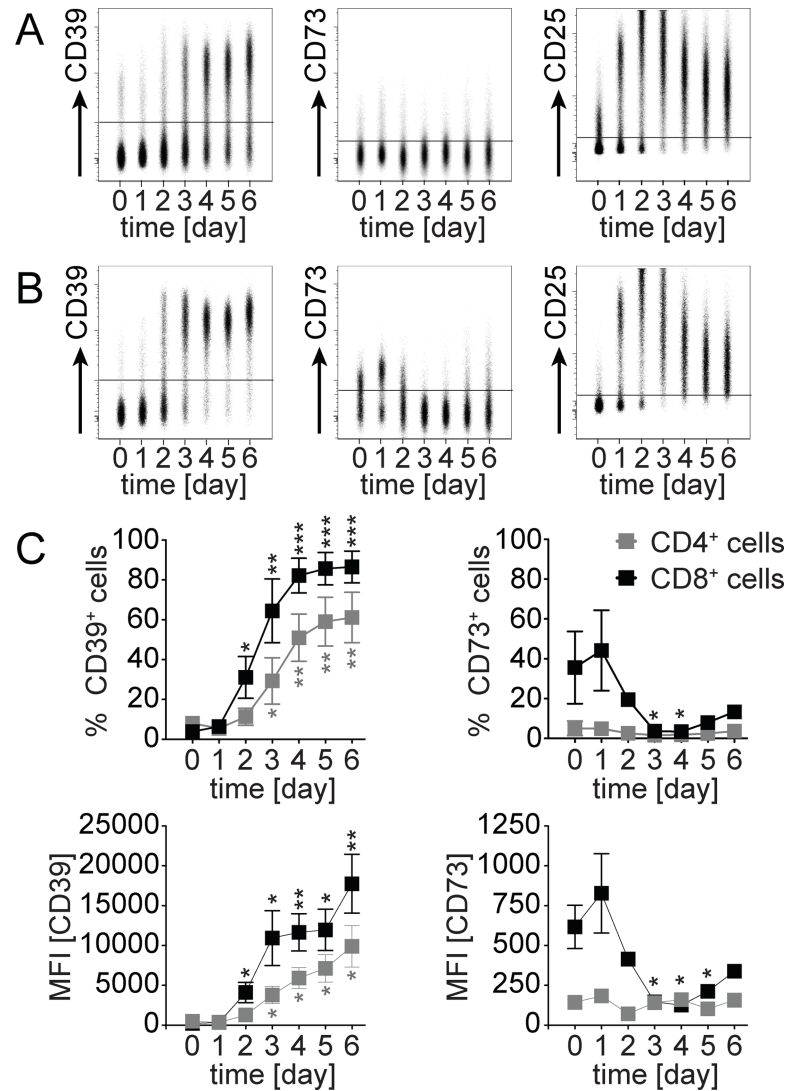 A
CD39
CD73
CD25
0 1 2 3 4 5 6
0 1 2 3 4 5 6
0 1 2 3 4 5 6
time [day]
time [day]
time [day]
B
CD39
CD73
CD25
0 1 2 3 4 5 6
0 1 2 3 4 5 6
0 1 2 3 4 5 6
time [day]
time [day]
time [day]
C
% CD39⁺ cells
100
80
60
40
20
0
* ** *** *** ***
* ** ** **
0 1 2 3 4 5 6
time [day]
% CD73⁺ cells
100
80
60
40
20
0
CD4⁺ cells
CD8⁺ cells
* *
0 1 2 3 4 5 6
time [day]
MFI [CD39]
25000
20000
15000
10000
5000
0
* * ** * **
* * * *
0 1 2 3 4 5 6
time [day]
MFI [CD73]
1250
1000
750
500
250
0
* * *
0 1 2 3 4 5 6
time [day]